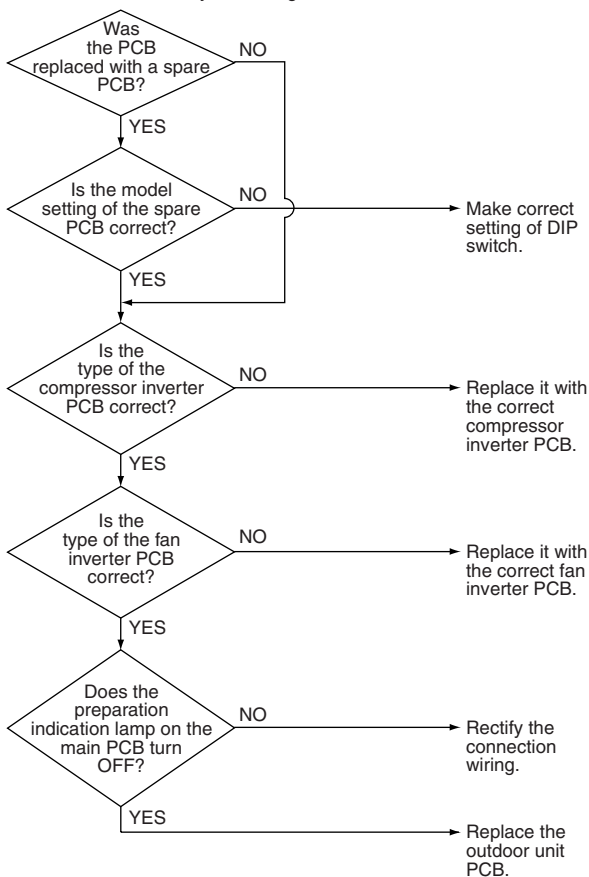 Was
the PCB
replaced with a spare
PCB?
NO
YES
Is the model
setting of the spare
PCB correct?
NO
Make correct
setting of DIP
switch.
YES
Is the
type of the
compressor inverter
PCB correct?
NO
Replace it with
the correct
compressor
inverter PCB.
YES
Is the
type of the fan
inverter PCB
correct?
NO
Replace it with
the correct fan
inverter PCB.
YES
Does the
preparation
indication lamp on the
main PCB turn
OFF?
NO
Rectify the
connection
wiring.
YES
Replace the
outdoor unit
PCB.